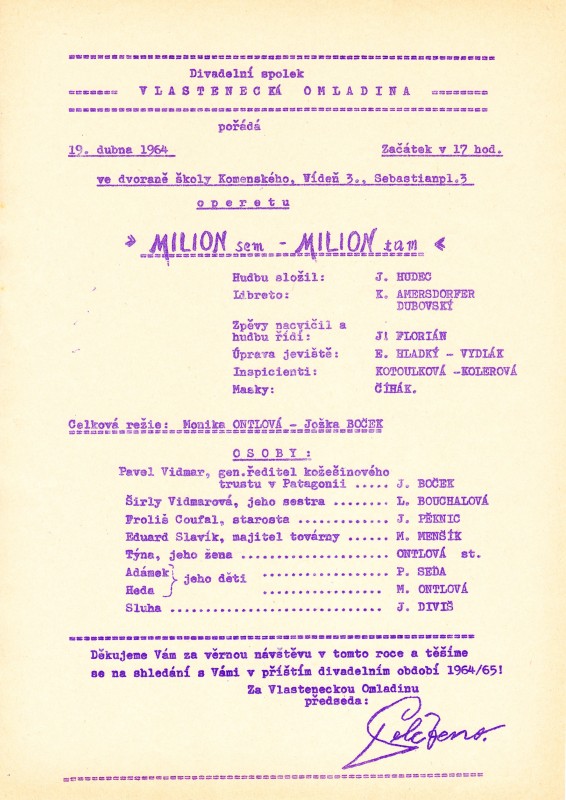 Divadelní spolek
VLASTENECKÁ OMLADINA
pořádá
19. dubna 1964 Začátek v 17 hod.
ve dvoraně školy Komenského, Wídeň 3., Sebastianpl.3
operetu
» MILION sem - MILION tam «
Hudbu složil: J. HUDEC
Libreto: K. AMERSDORFER
DUBOVSKÝ
Zpěvy nacvičil a
hudbu řídí: J! FLORIÁN
Úprava jeviště: E. HLADKÝ - VYDLÁK
Inspicienti: KOTOULKOVÁ -KOLEROVÁ
Masky: ČIHÁK.
Celková režie: Monika ONTLOVÁ - Joška BOČEK
OSOBY:
Pavel Vidmar, gen.ředitel kožešinového
trustu v Patagonii ..... J. BOČEK
Širly Vidmarová, jeho sestra ........ L. BOUCHALOVÁ
Froliš Coufal, starosta ............. J. PĚKNIC
Eduard Slavík, majitel továrny ...... M. MENŠÍK
Týna, jeho žena ..................... ONTLOVÁ st.
Adámek } jeho děti .................. P. SEĎA
Heda .................. M. ONTLOVÁ
Sluha ............................... J. DIVIŠ
Děkujeme Vám za věrnou návštěvu v tomto roce a těšíme
se na shledání s Vámi v příštím divadelním období 1964/65!
Za Vlasteneckou Omladinu
předseda: